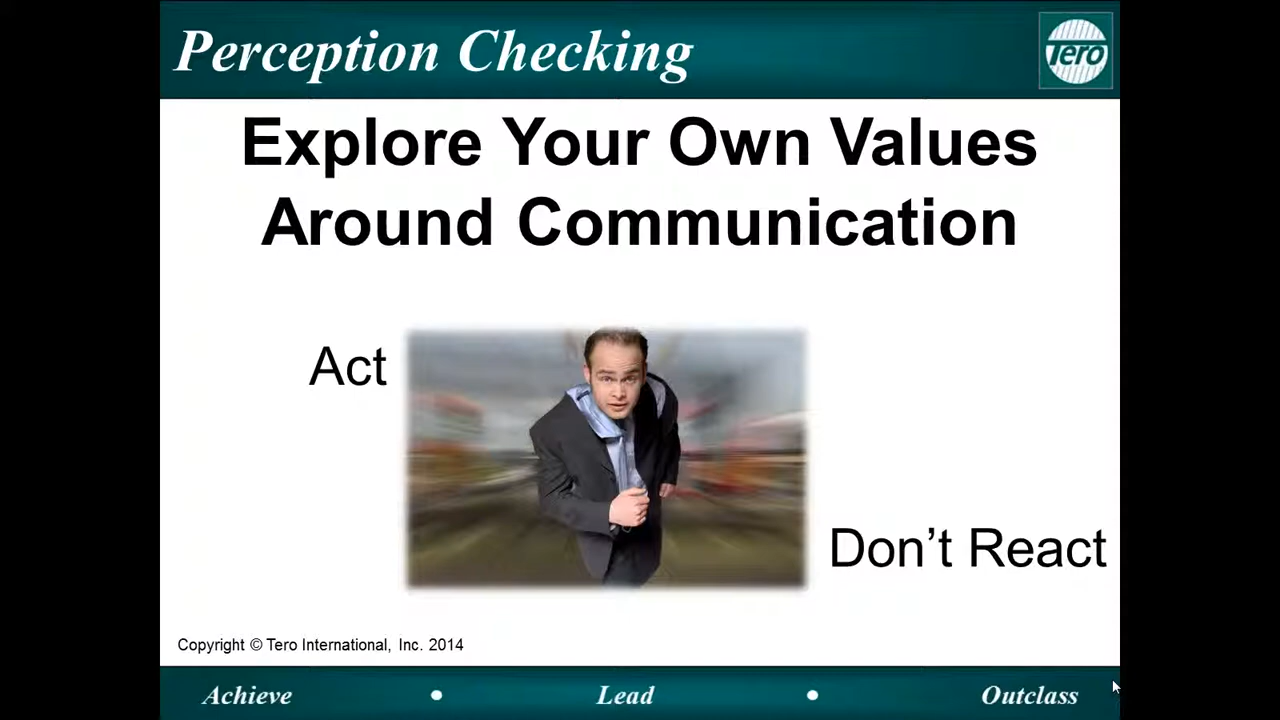 Perception Checking
Tero
Explore Your Own Values
Around Communication
Act
Don't React
Copyright © Tero International, Inc. 2014
Achieve • Lead • Outclass